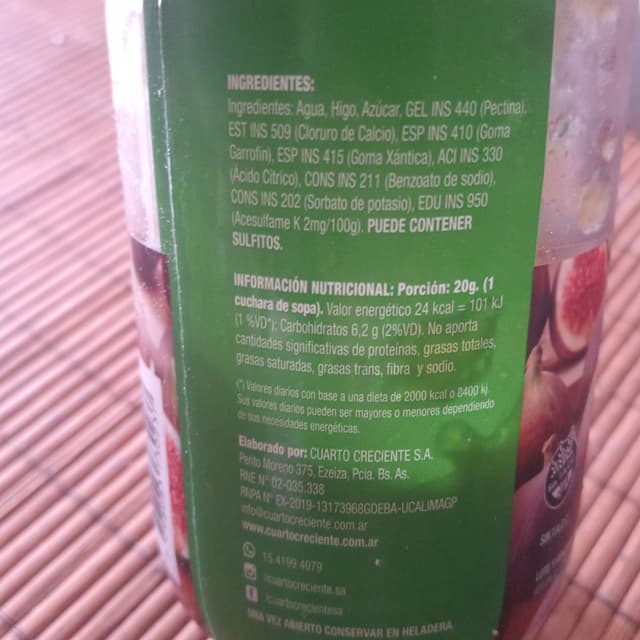 INGREDIENTES:
Ingredientes: Agua, Higo, Azúcar, GEL INS 440 (Pectina),
EST INS 509 (Cloruro de Calcio), ESP INS 410 (Goma
Garrofin), ESP INS 415 (Goma Xántica), ACI INS 330
(Ácido Cítrico), CONS INS 211 (Benzoato de sodio),
CONS INS 202 (Sorbato de potasio), EDU INS 950
(Acesulfame K 2mg/100g). PUEDE CONTENER
SULFITOS.
INFORMACIÓN NUTRICIONAL: Porción: 20g. (1
cuchara de sopa). Valor energético 24 kcal = 101 kJ
(1 %VD*); Carbohidratos 6,2 g (2%VD). No aporta
cantidades significativas de proteínas, grasas totales,
grasas saturadas, grasas trans, fibra y sodio.
(*) Valores diarios con base a una dieta de 2000 kcal o 8400 kj.
Sus valores diarios pueden ser mayores o menores dependiendo
de sus necesidades energéticas.
Elaborado por: CUARTO CRECIENTE S.A.
Perito Moreno 375, Ezeiza, Pcia. Bs. As.
RNE N° 02-035.338
RNPA N° EX-2019-13173968GDEBA-UCALIMAGP
info@cuartocreciente.com.ar
www.cuartocreciente.com.ar
15 4199 4079
/cuartocreciente.sa
/cuartocrecientesa
UNA VEZ ABIERTO CONSERVAR EN HELADERA.